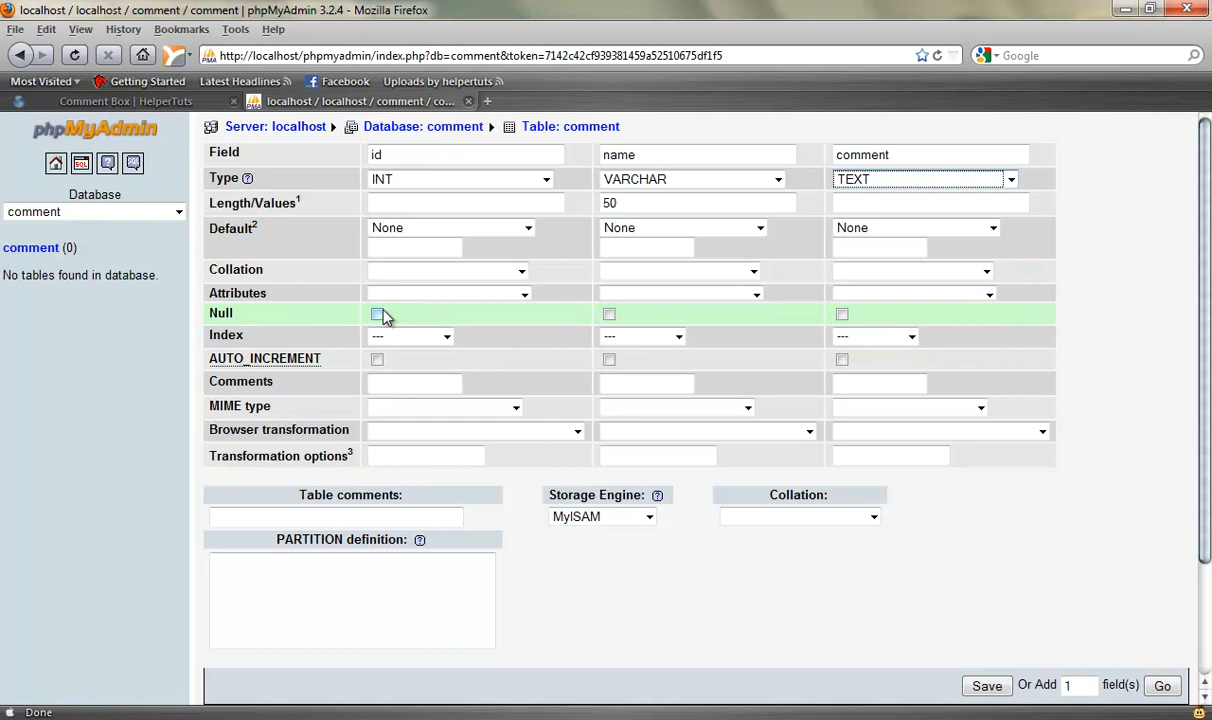 localhost / localhost / comment / comment | phpMyAdmin 3.2.4 - Mozilla Firefox
File Edit View History Bookmarks Tools Help
http://localhost/phpmyadmin/index.php?db=comment&token=7142c42cf939381459a52510675df1f5
Google
Most Visited Getting Started Latest Headlines Facebook Uploads by helpertuts
Comment Box | HelperTuts
localhost / localhost / comment / co...
phpMyAdmin
Server: localhost Database: comment Table: comment
Database
comment
comment (0)
No tables found in database.
Field id name comment
Type INT VARCHAR TEXT
Length/Values1 50
Default2 None None None
Collation
Attributes
Null
Index --- --- ---
AUTO_INCREMENT
Comments
MIME type
Browser transformation
Transformation options3
Table comments: Storage Engine: Collation:
MyISAM
PARTITION definition:
Save Or Add 1 field(s) Go
Done